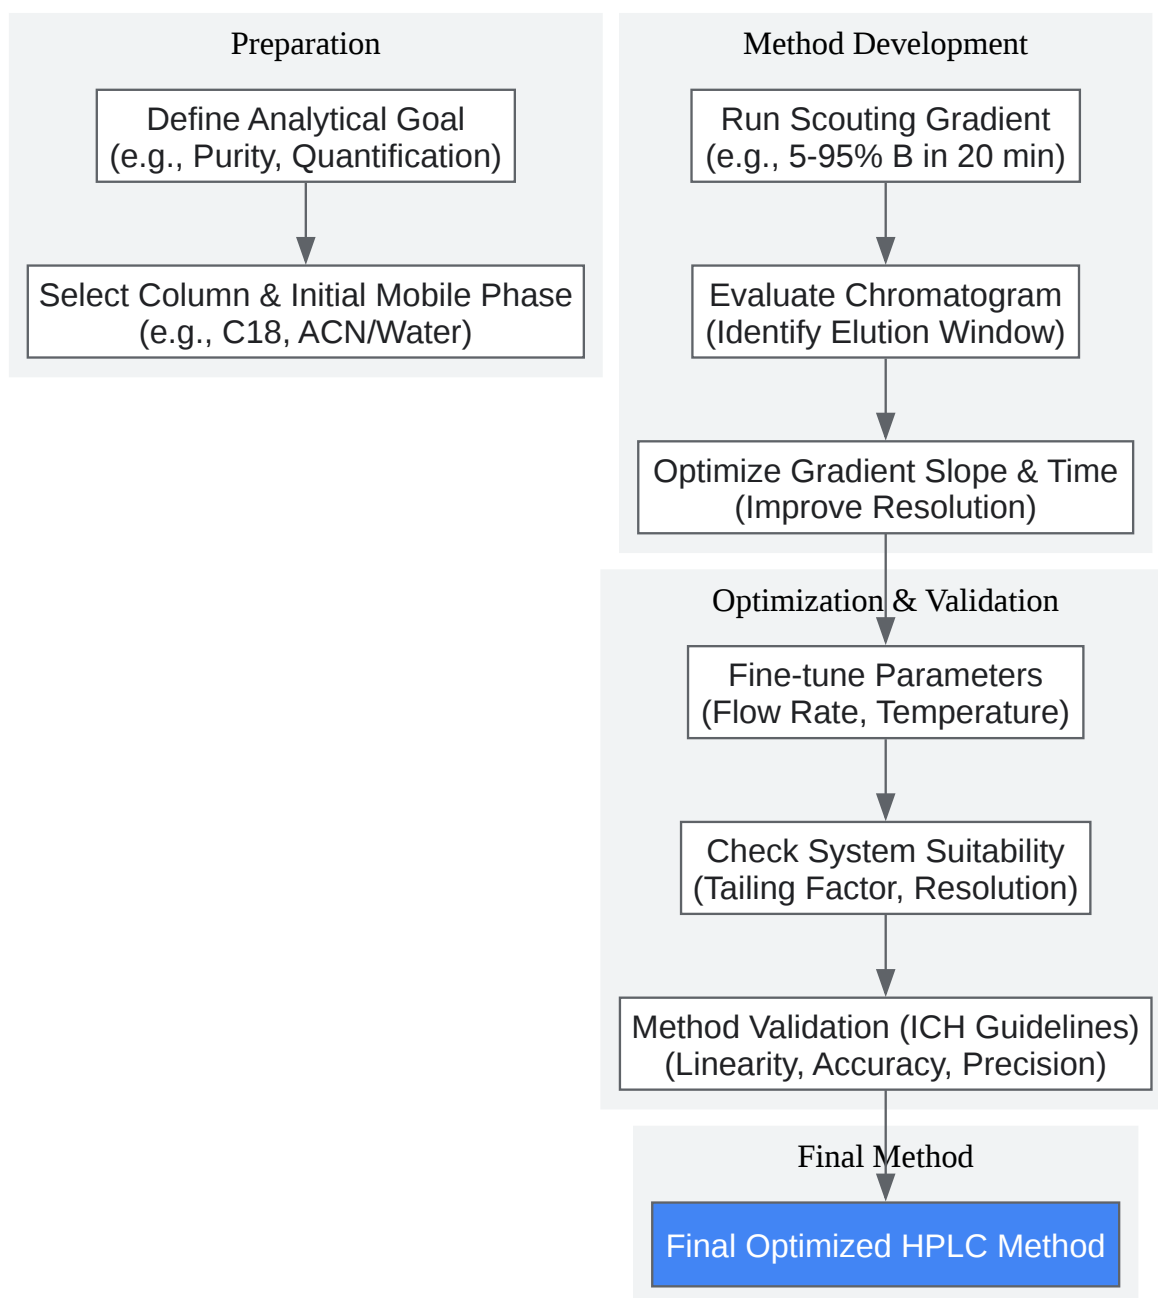 Preparation
Define Analytical Goal
(e.g., Purity, Quantification)
Select Column & Initial Mobile Phase
(e.g., C18, ACN/Water)
Method Development
Run Scouting Gradient
(e.g., 5-95% B in 20 min)
Evaluate Chromatogram
(Identify Elution Window)
Optimize Gradient Slope & Time
(Improve Resolution)
Optimization & Validation
Fine-tune Parameters
(Flow Rate, Temperature)
Check System Suitability
(Tailing Factor, Resolution)
Method Validation (ICH Guidelines)
(Linearity, Accuracy, Precision)
Final Method
Final Optimized HPLC Method